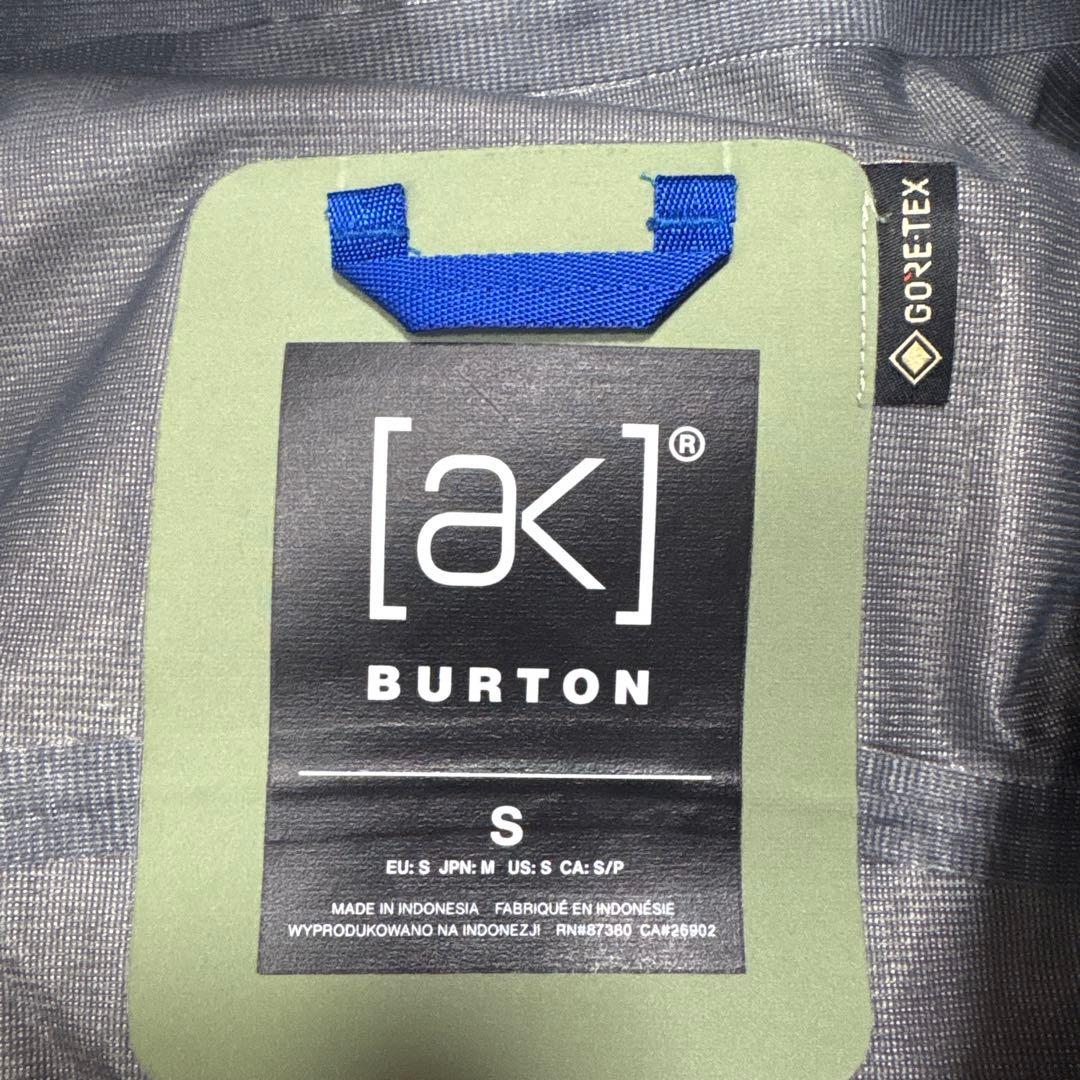 GORE-TEX
[ak]®
BURTON
S
EU: S JPN: M US: S CA: S/P
MADE IN INDONESIA FABRIQUÉ EN INDONÉSIE
WYPRODUKOWANO NA INDONEZJI RN#87380 CA#26902